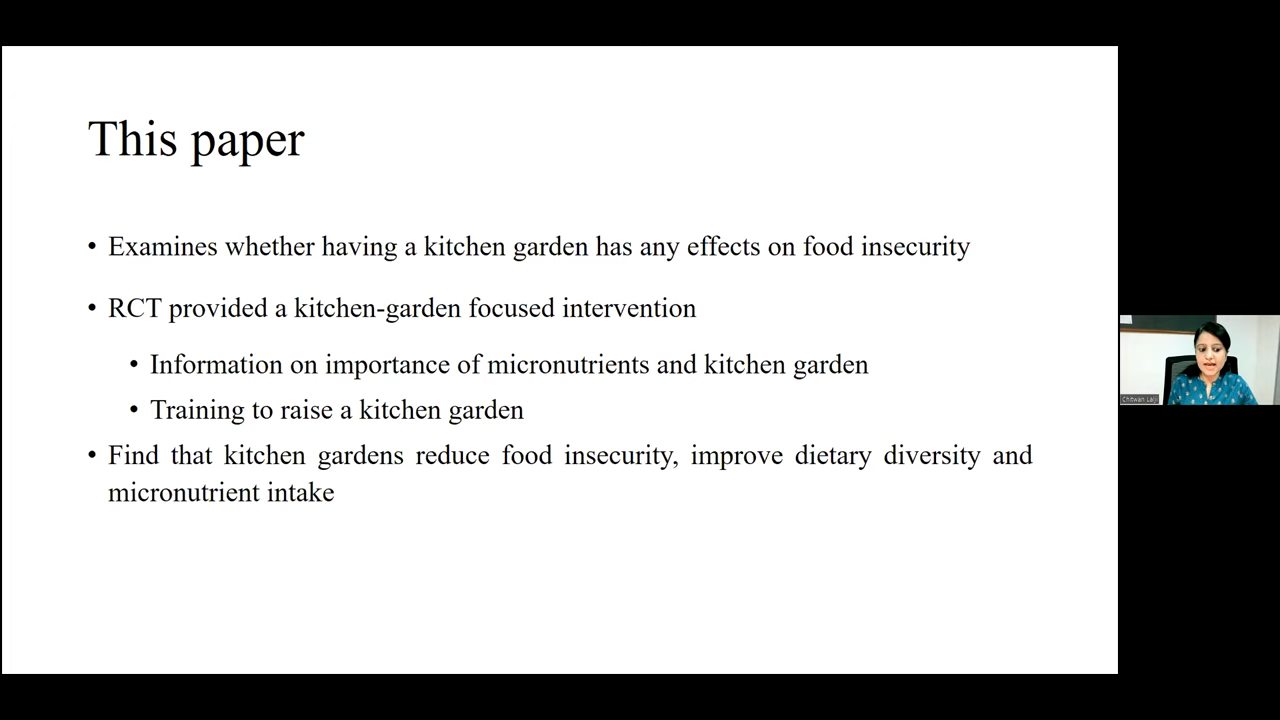 This paper
• Examines whether having a kitchen garden has any effects on food insecurity
• RCT provided a kitchen-garden focused intervention
• Information on importance of micronutrients and kitchen garden
• Training to raise a kitchen garden
• Find that kitchen gardens reduce food insecurity, improve dietary diversity and
micronutrient intake
Chitwan Lalji